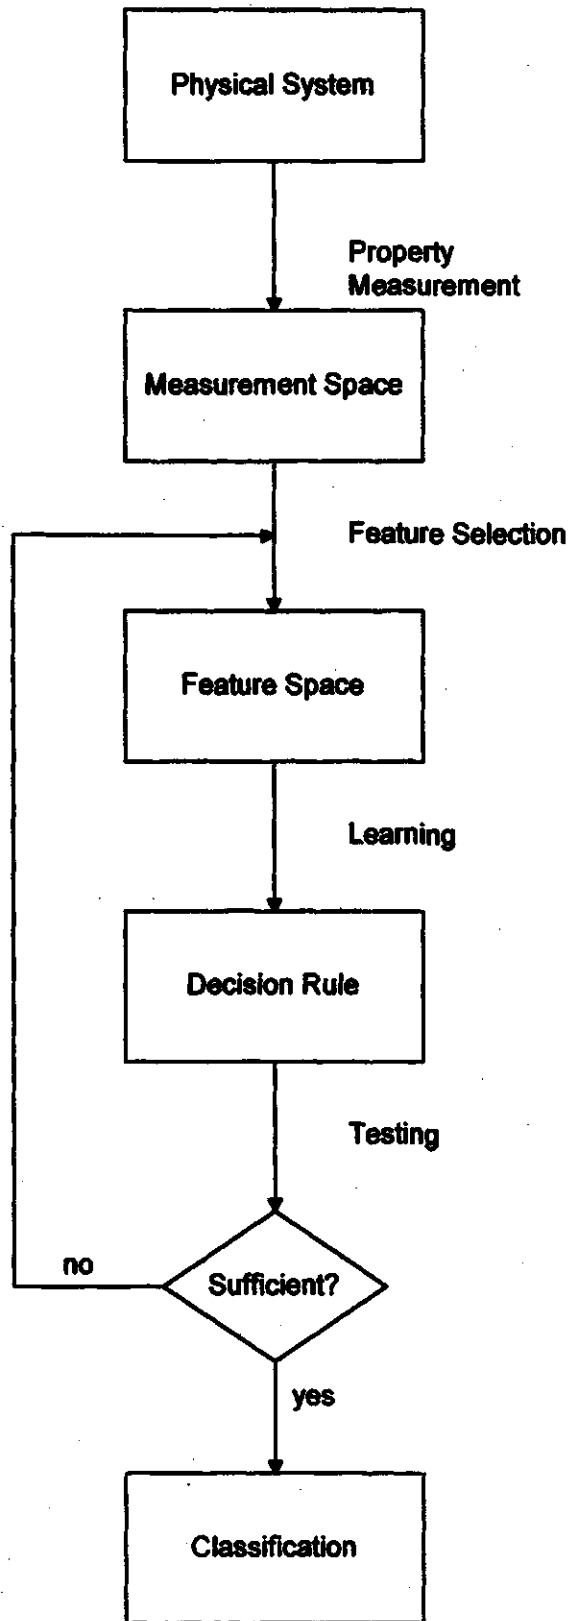 Physical System
Property
Measurement
Measurement Space
Feature Selection
Feature Space
Learning
Decision Rule
Testing
no
Sufficient?
yes
Classification